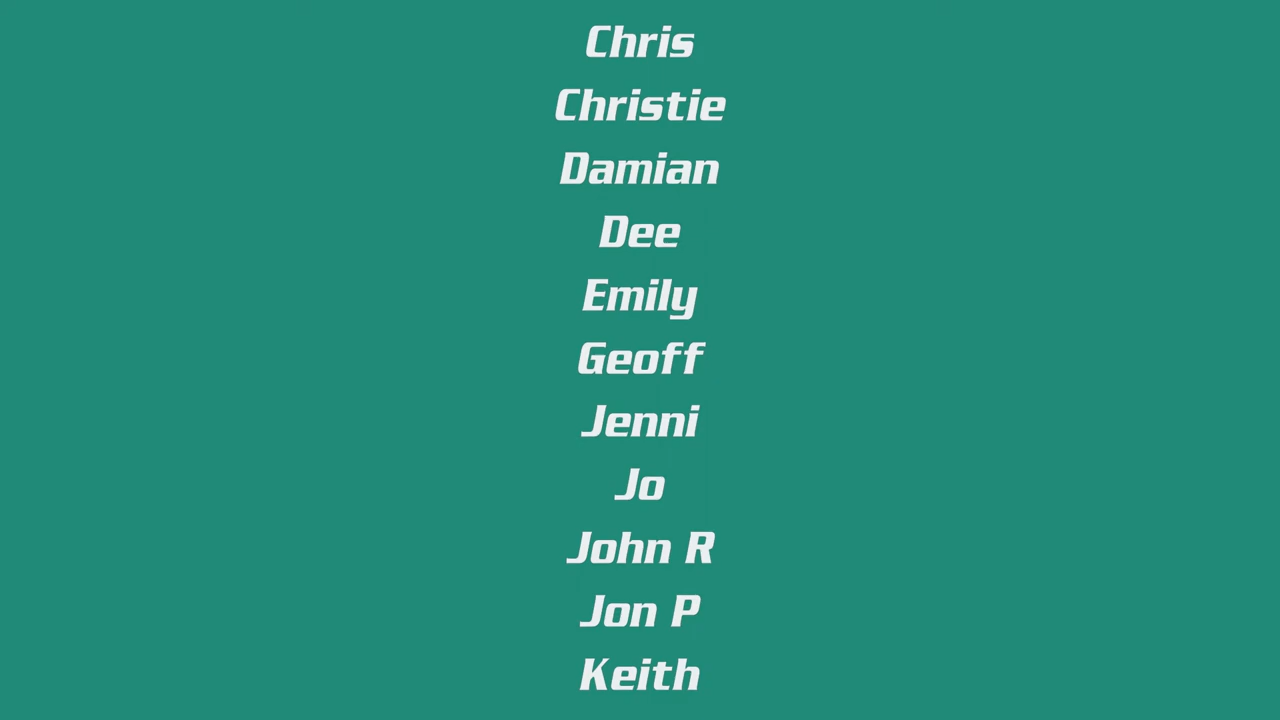 Chris
Christie
Damian
Dee
Emily
Geoff
Jenni
Jo
John R
Jon P
Keith